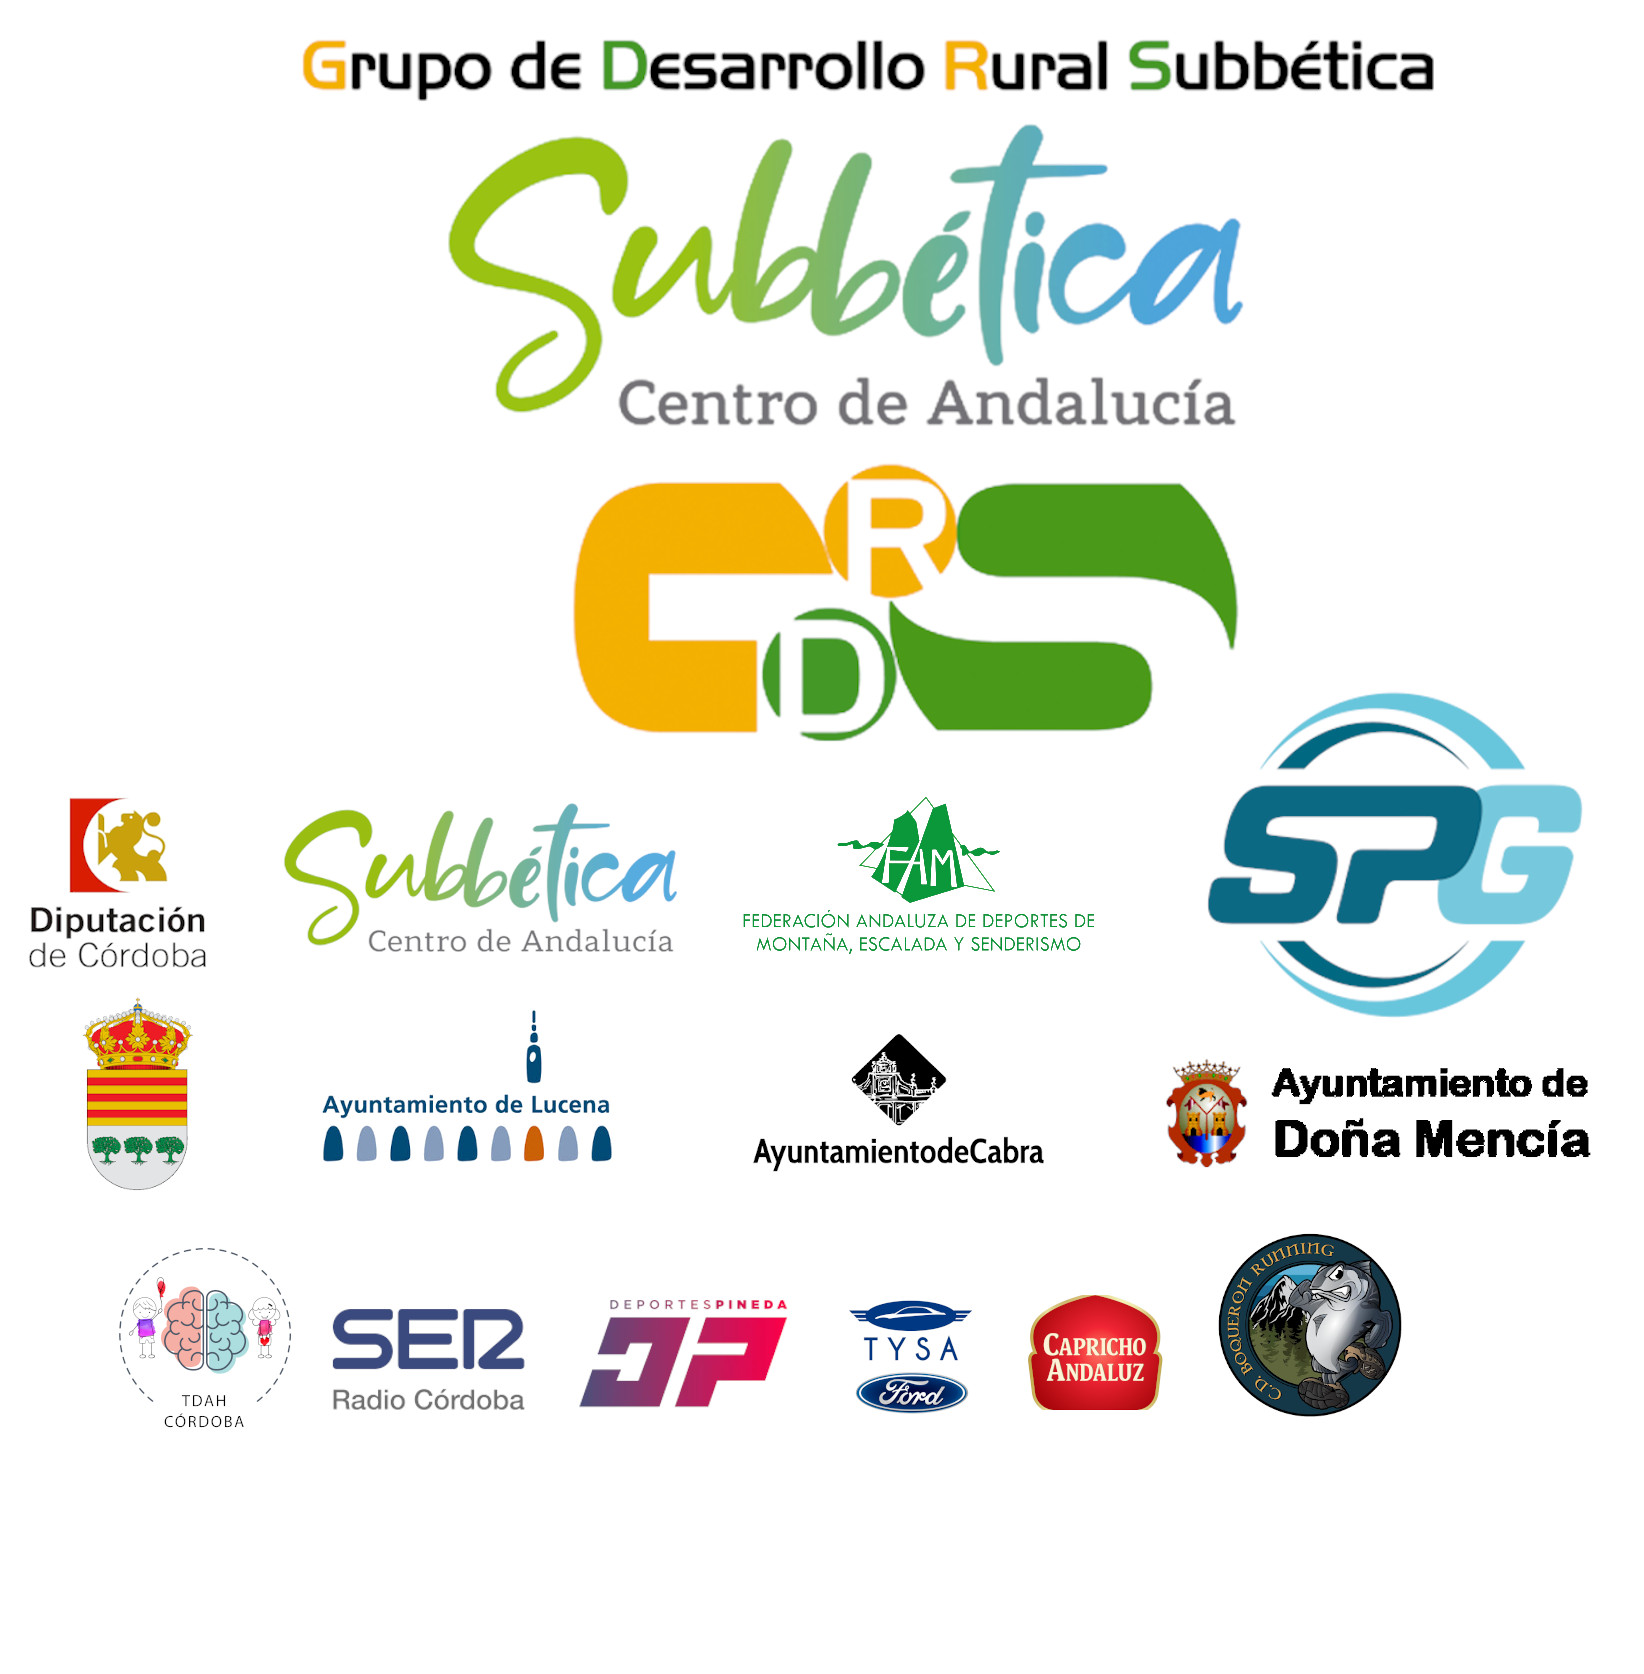 Grupo de Desarrollo Rural Subbética
Subbética
Centro de Andalucía
GRS
D
SPG
Diputación
de Córdoba
Subbética
Centro de Andalucía
FAM
FEDERACIÓN ANDALUZA DE DEPORTES DE
MONTAÑA, ESCALADA Y SENDERISMO
Ayuntamiento de Lucena
AyuntamientodeCabra
Ayuntamiento de
Doña Mencía
TDAH
CÓRDOBA
SER
Radio Córdoba
DEPORTESPINEDA
DP
TYSA
Ford
CAPRICHO
ANDALUZ
C.D. BOQUERON RUNNING